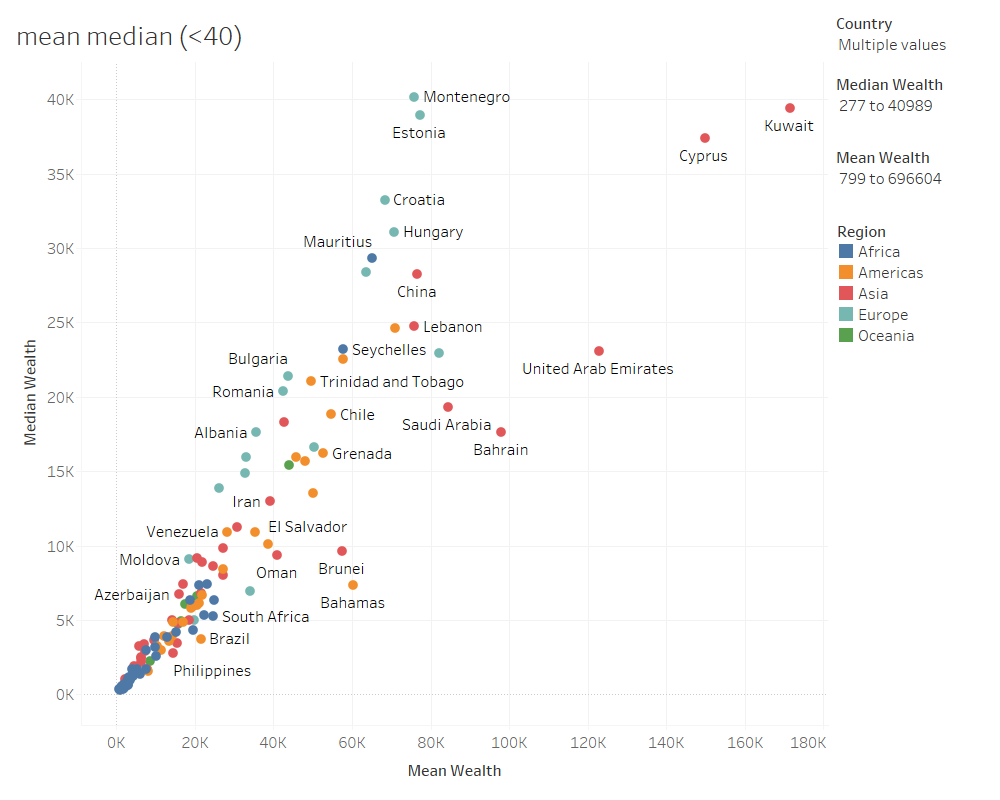 mean median (<40)
Country
Multiple values
Median Wealth
277 to 40989
Mean Wealth
799 to 696604
Region
Africa
Americas
Asia
Europe
Oceania
Median Wealth
40K
35K
30K
25K
20K
15K
10K
5K
0K
Montenegro
Estonia
Kuwait
Cyprus
Croatia
Hungary
Mauritius
China
Lebanon
Seychelles
Bulgaria
United Arab Emirates
Trinidad and Tobago
Romania
Chile
Saudi Arabia
Albania
Bahrain
Grenada
Iran
El Salvador
Venezuela
Moldova
Brunei
Oman
Azerbaijan
Bahamas
South Africa
Brazil
Philippines
0K
20K
40K
60K
80K
100K
120K
140K
160K
180K
Mean Wealth